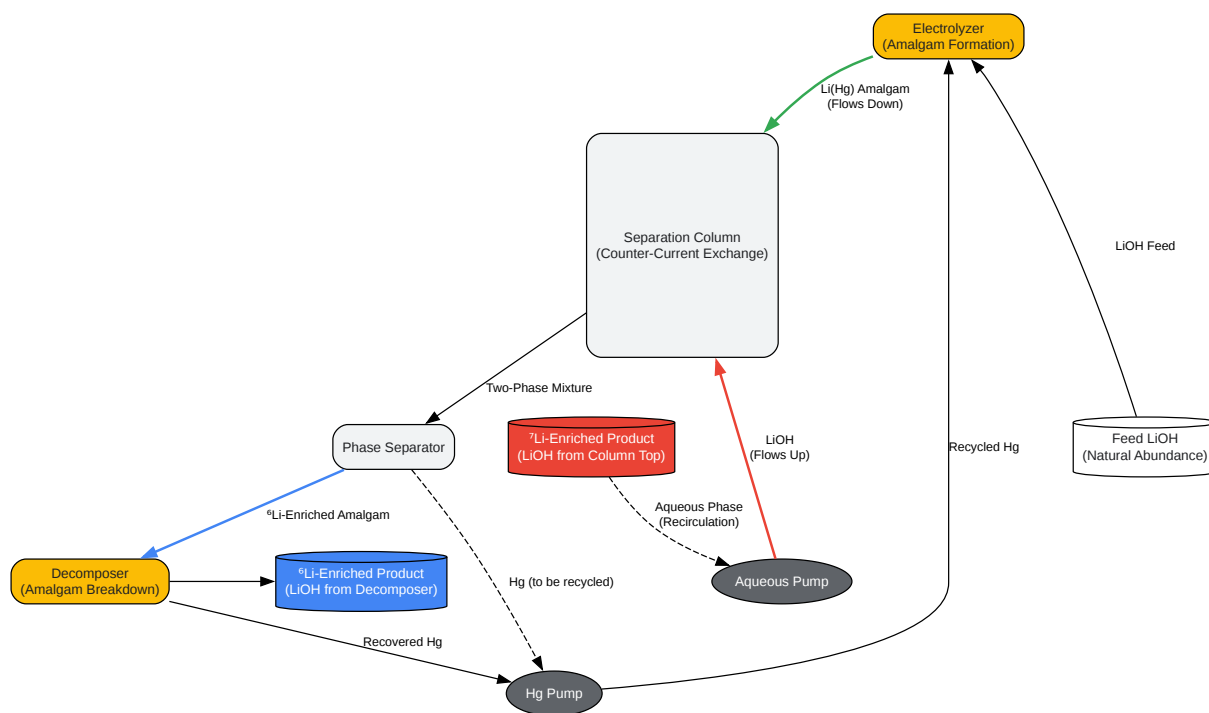 Electrolyzer
(Amalgam Formation)
Li(Hg) Amalgam
(Flows Down)
Separation Column
(Counter-Current Exchange)
LiOH Feed
Two-Phase Mixture
Phase Separator
⁷Li-Enriched Product
(LiOH from Column Top)
LiOH
(Flows Up)
Recycled Hg
Feed LiOH
(Natural Abundance)
⁶Li-Enriched Amalgam
Aqueous Phase
(Recirculation)
Decomposer
(Amalgam Breakdown)
⁶Li-Enriched Product
(LiOH from Decomposer)
Hg (to be recycled)
Aqueous Pump
Recovered Hg
Hg Pump